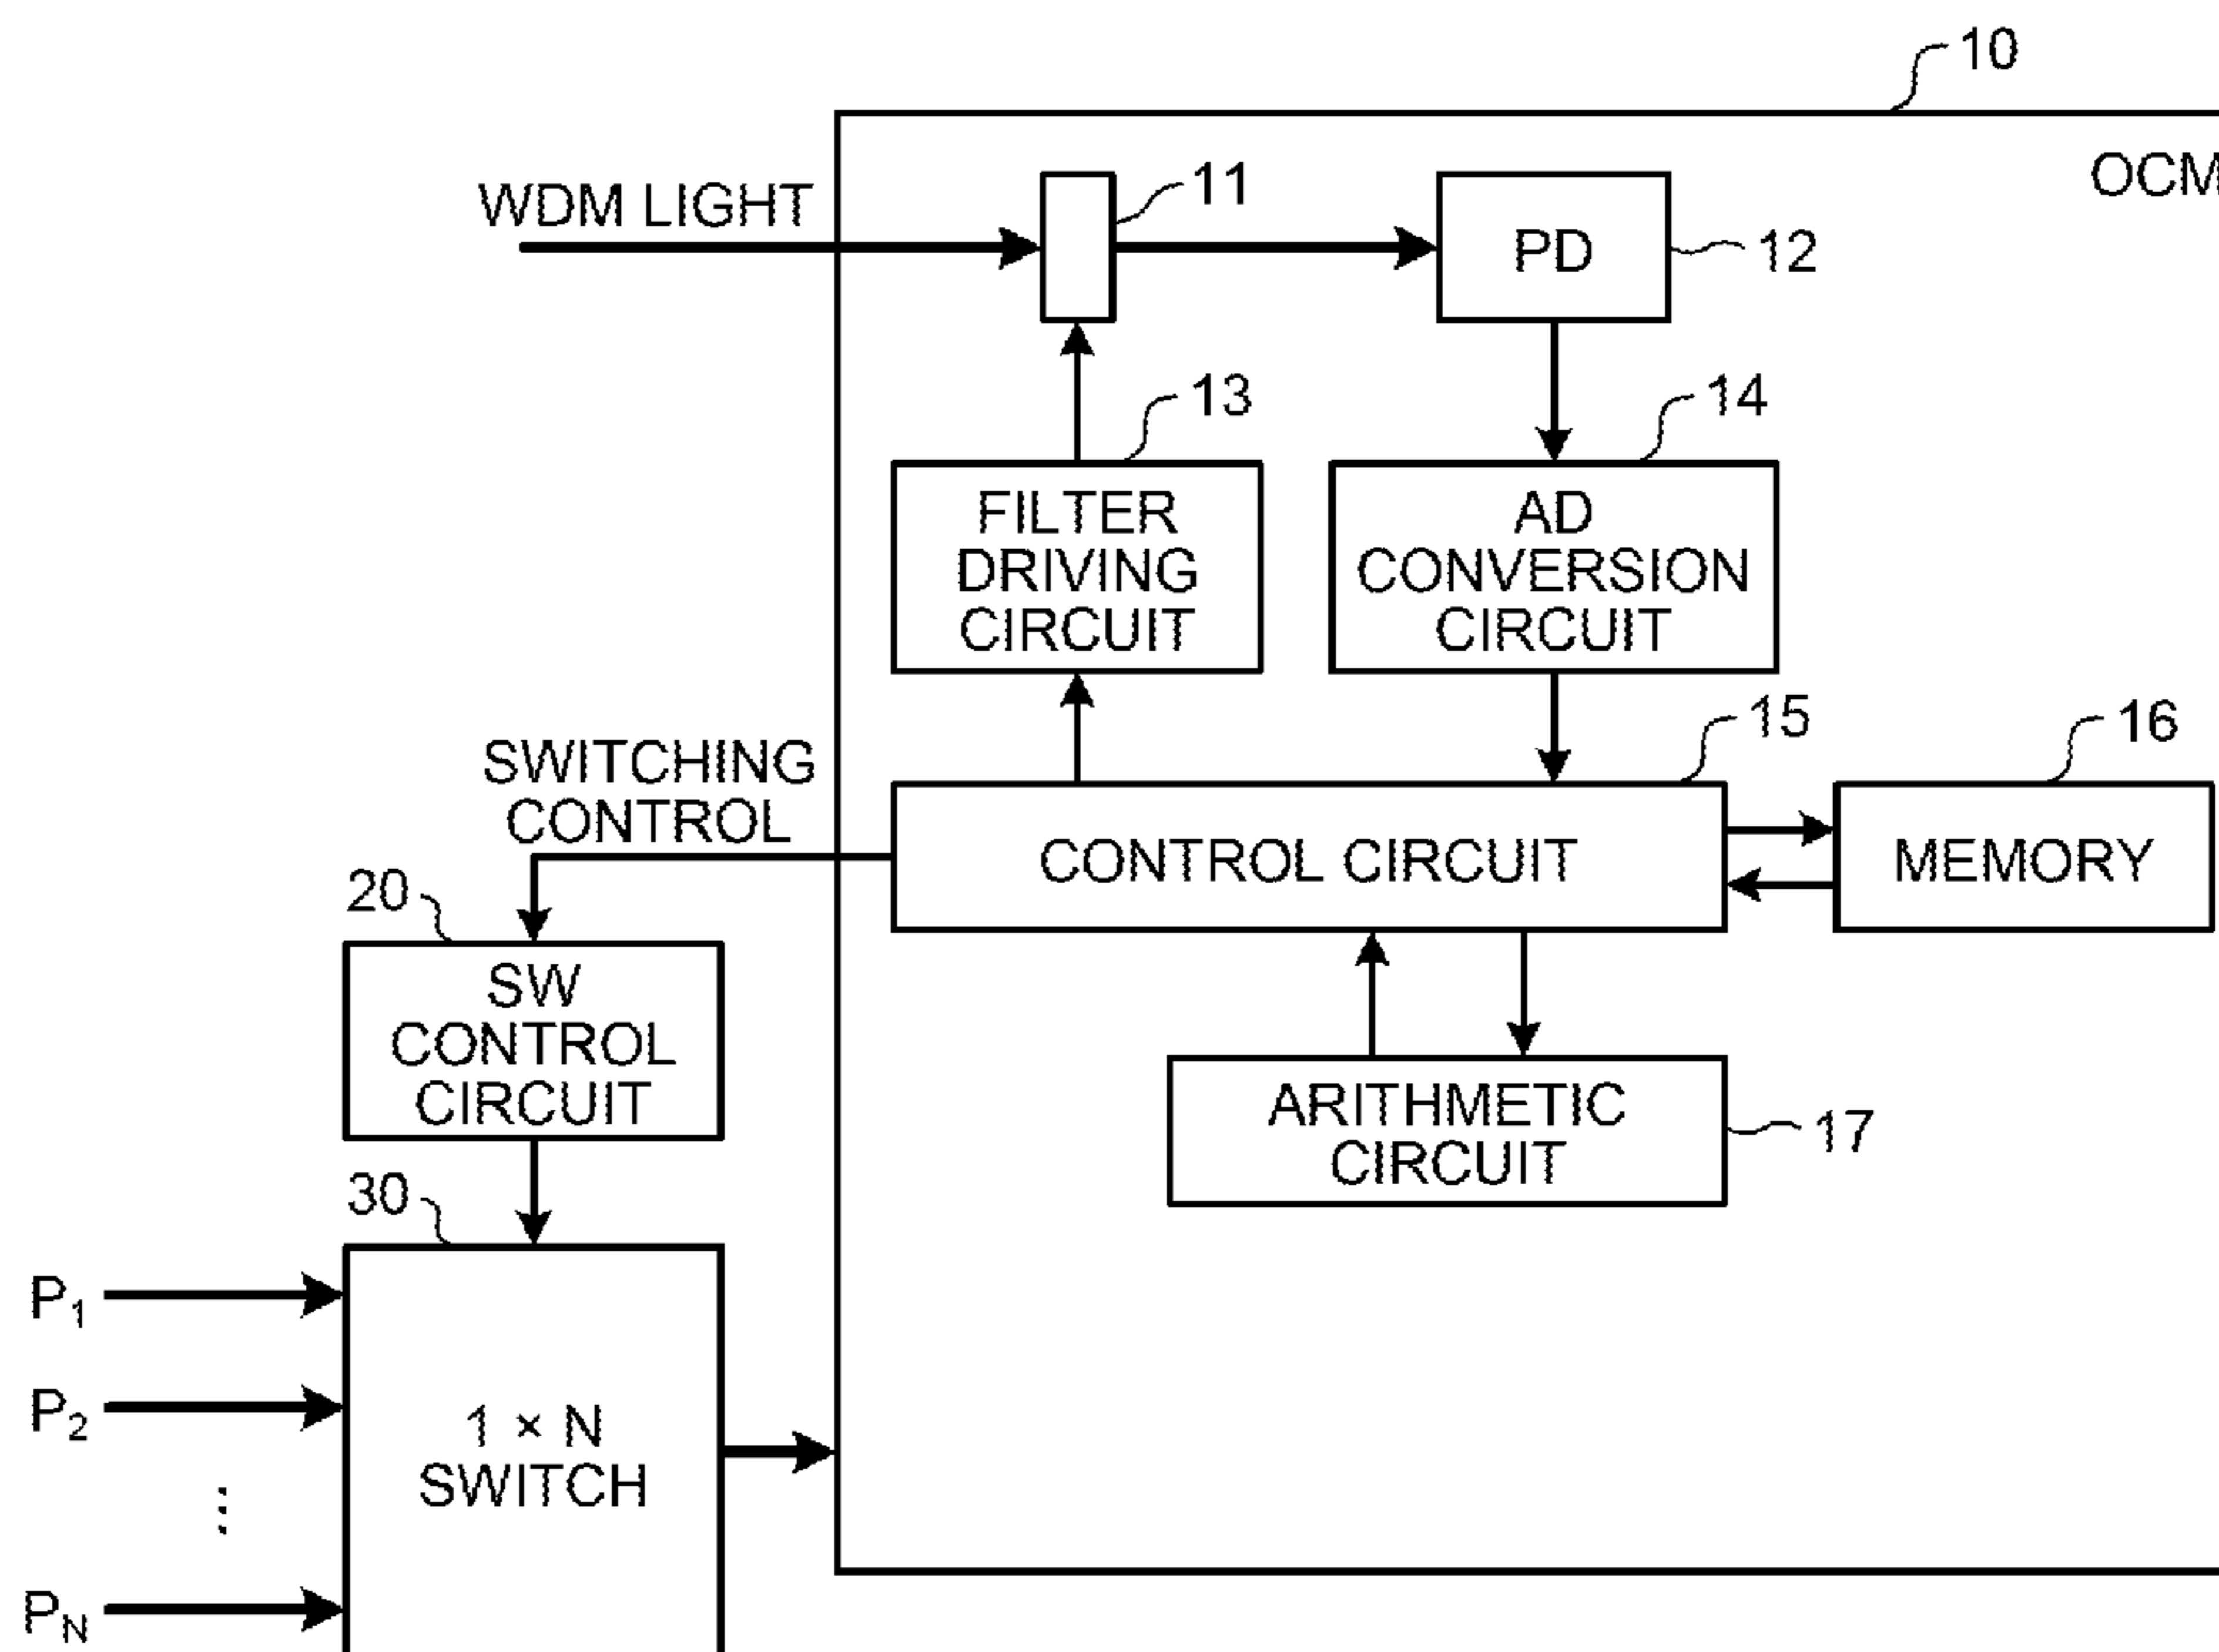 10
OCM
WDM LIGHT
11
PD
12
13
14
FILTER
DRIVING
CIRCUIT
AD
CONVERSION
CIRCUIT
SWITCHING
CONTROL
15
16
CONTROL CIRCUIT
MEMORY
20
SW
CONTROL
CIRCUIT
ARITHMETIC
CIRCUIT
17
30
P1
P2
⋮
PN
1 × N
SWITCH